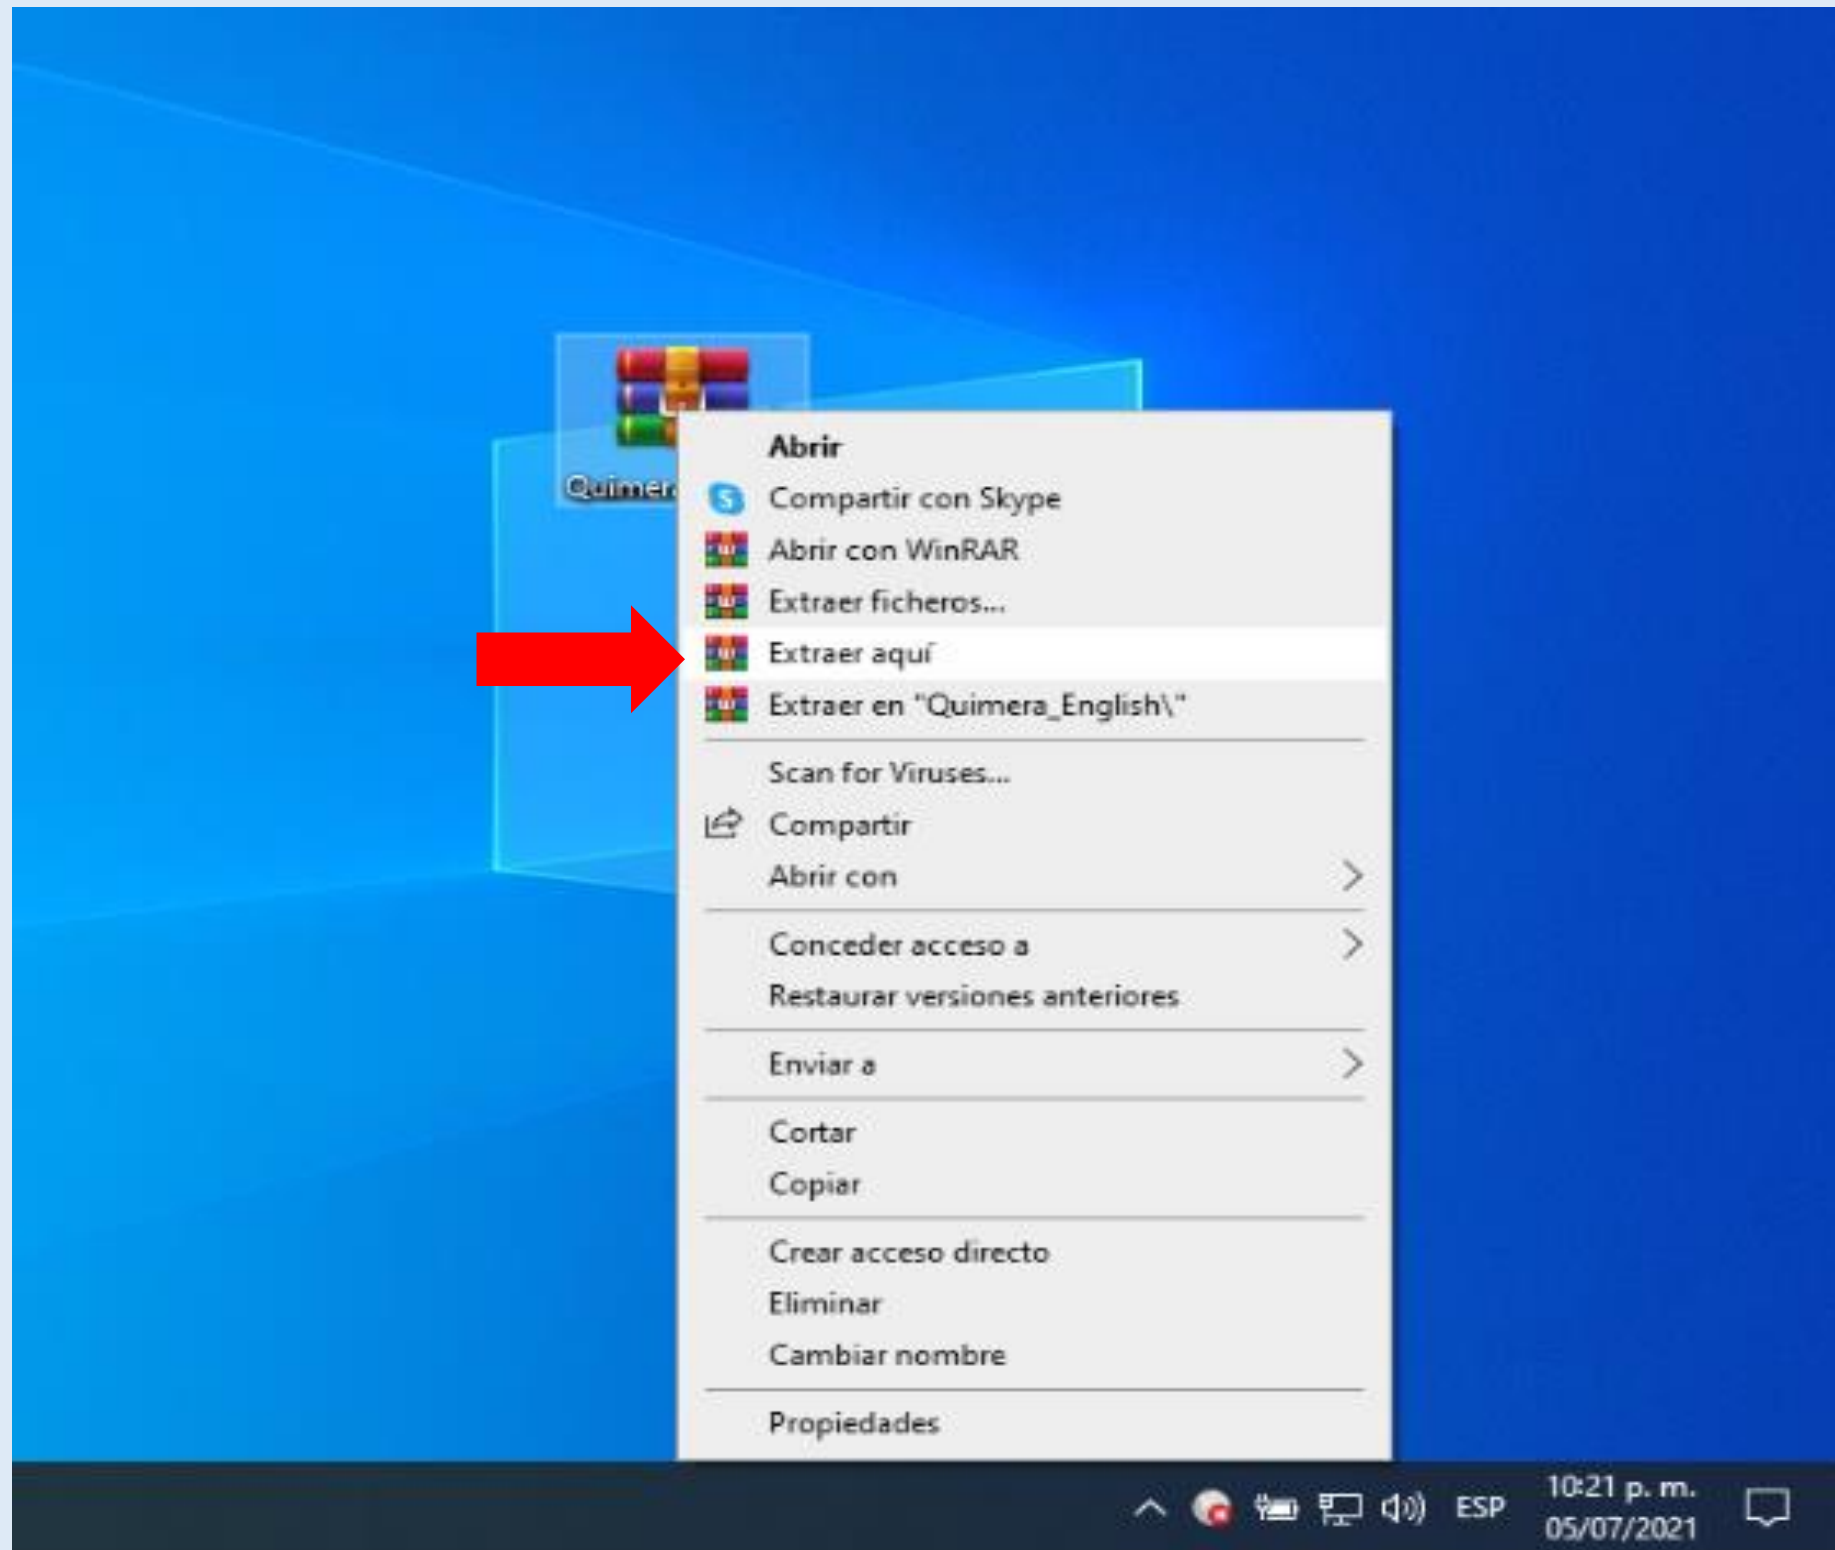 Abrir
Quimer
Compartir con Skype
Abrir con WinRAR
Extraer ficheros...
Extraer aquí
Extraer en "Quimera_English\"
Scan for Viruses...
Compartir
Abrir con
Conceder acceso a
Restaurar versiones anteriores
Enviar a
Cortar
Copiar
Crear acceso directo
Eliminar
Cambiar nombre
Propiedades
ESP
10:21 p. m.
05/07/2021